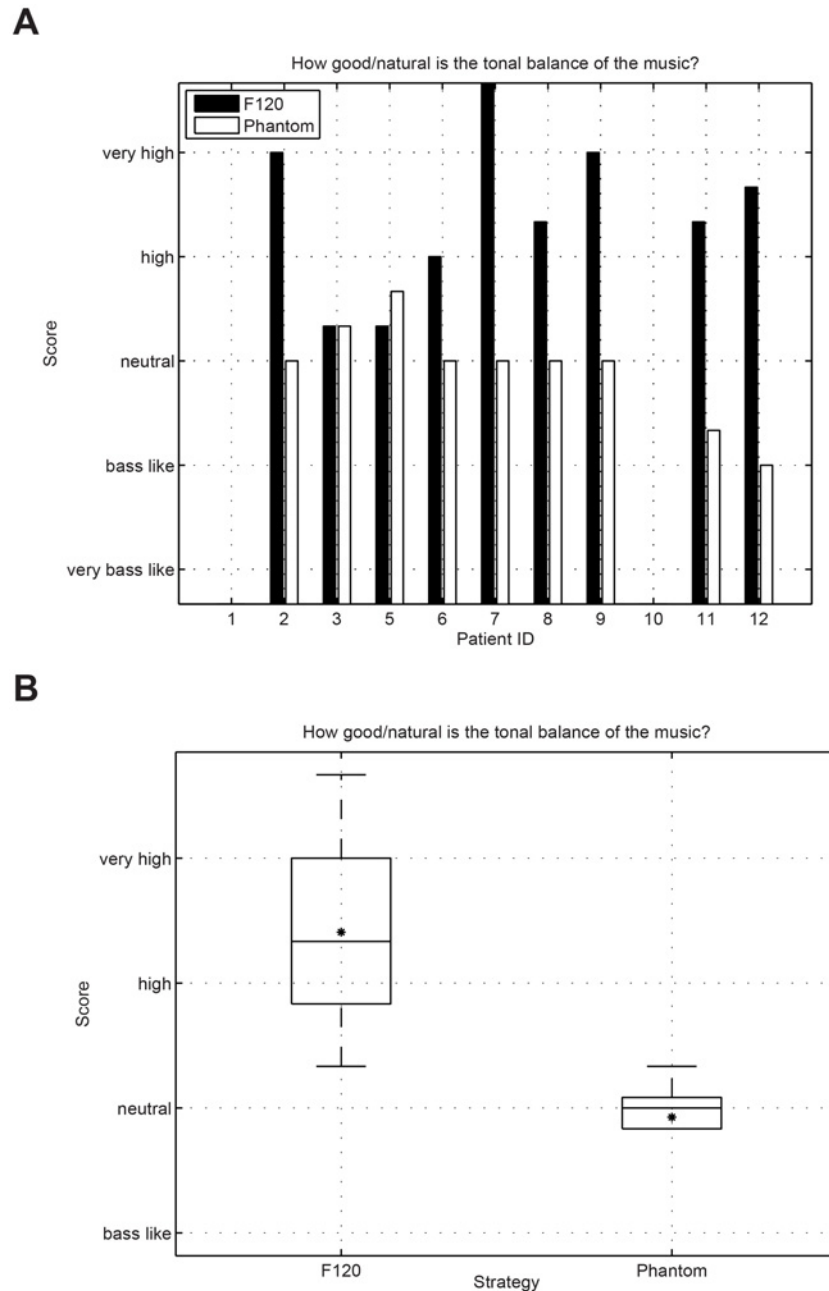 A
How good/natural is the tonal balance of the music?
F120
Phantom
very high
high
neutral
bass like
very bass like
Score
1 2 3 5 6 7 8 9 10 11 12
Patient ID
B
How good/natural is the tonal balance of the music?
very high
high
neutral
bass like
Score
F120 Phantom
Strategy